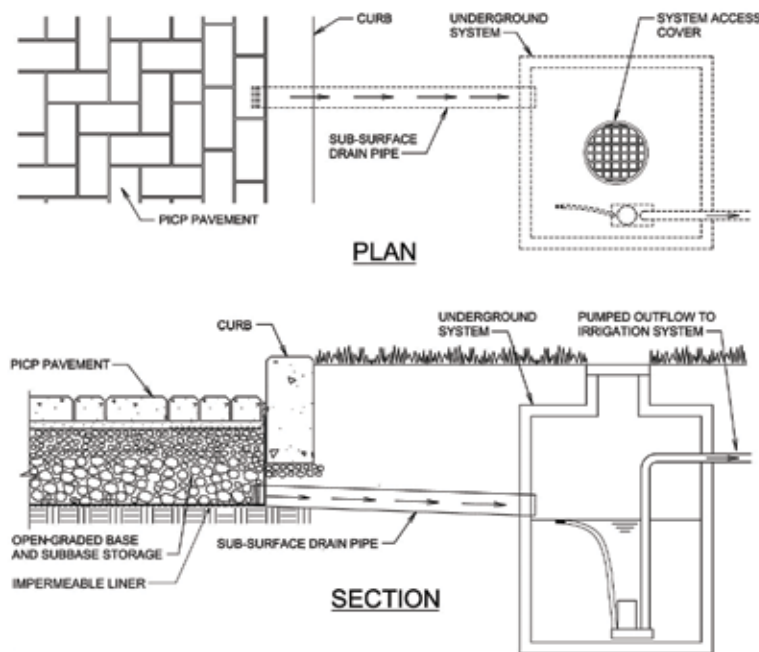 CURB
UNDERGROUND
SYSTEM
SYSTEM ACCESS
COVER
SUB-SURFACE
DRAIN PIPE
PICP PAVEMENT
PLAN
CURB
UNDERGROUND
SYSTEM
PUMPED OUTFLOW TO
IRRIGATION SYSTEM
PICP PAVEMENT
OPEN-GRADED BASE
AND SUBBASE STORAGE
SUB-SURFACE DRAIN PIPE
IMPERMEABLE LINER
SECTION